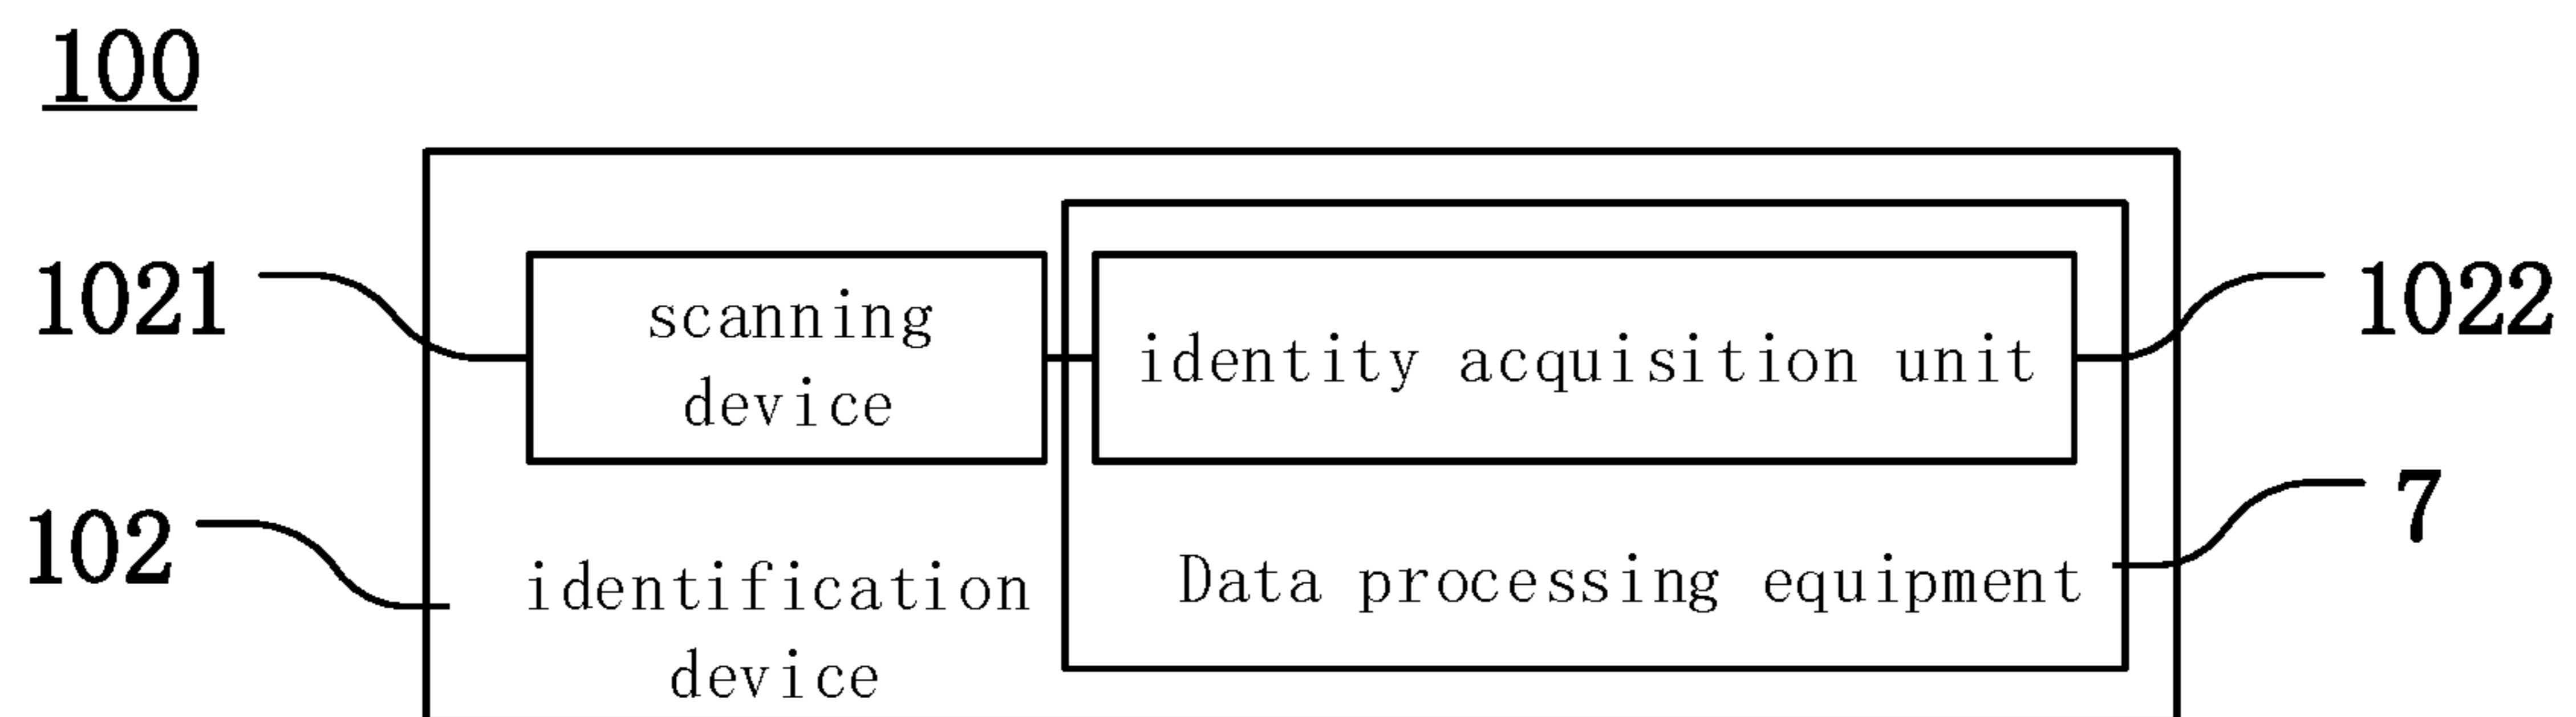 100
1021
scanning
device
identity acquisition unit
1022
102
identification
device
Data processing equipment
7